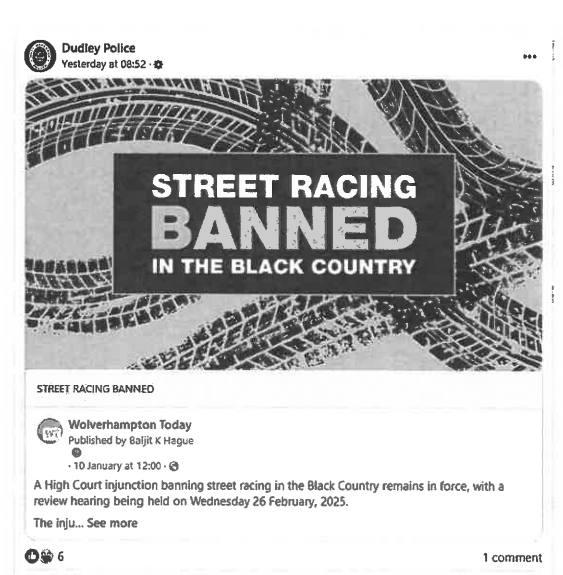 Dudley Police
Yesterday at 08:52 ·
STREET RACING
BANNED
IN THE BLACK COUNTRY
STREET RACING BANNED
Wolverhampton Today
Published by Baljit K Hague
· 10 January at 12:00 ·
A High Court injunction banning street racing in the Black Country remains in force, with a
review hearing being held on Wednesday 26 February, 2025.
The inju... See more
6
1 comment